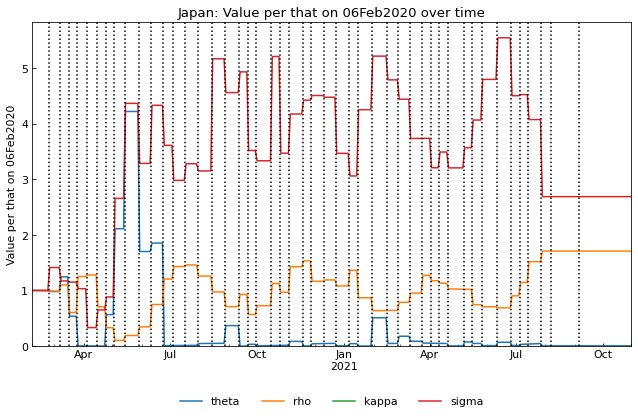 Japan: Value per that on 06Feb2020 over time
Value per that on 06Feb2020
5
4
3
2
1
0
Apr Jul Oct Jan Apr Jul Oct
2021
theta rho kappa sigma